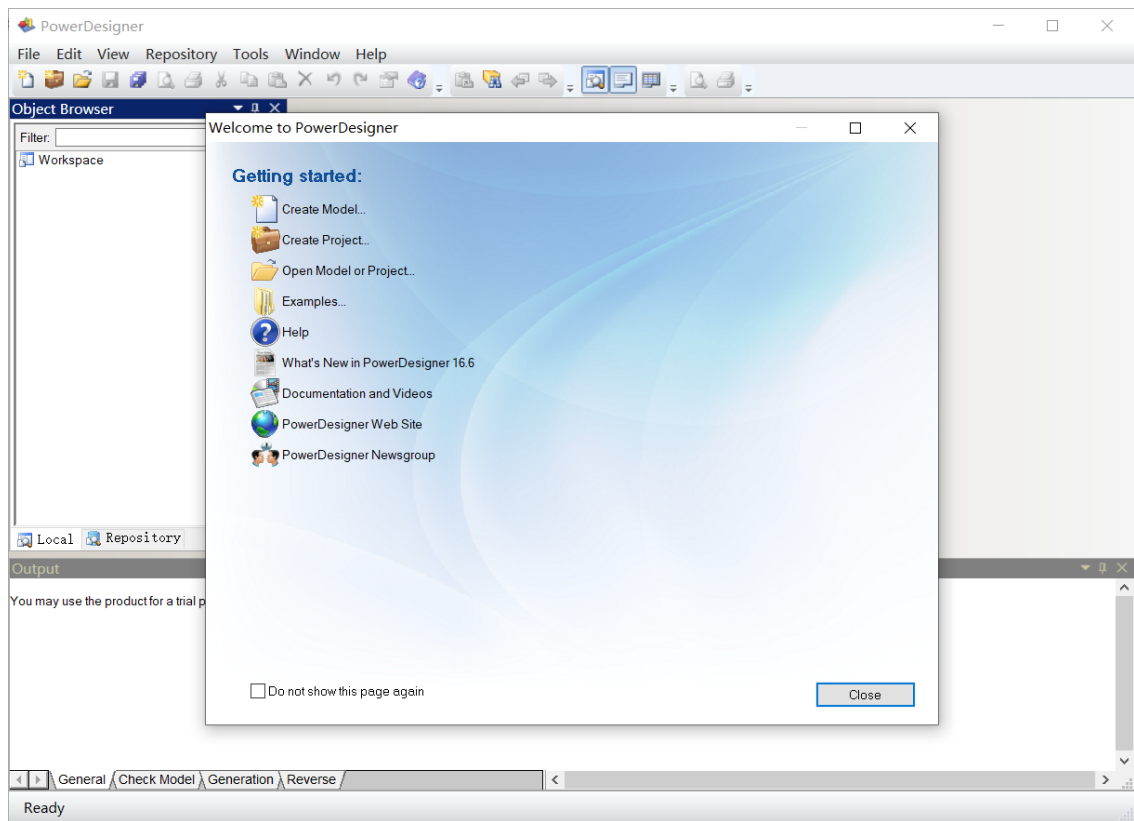 PowerDesigner
File Edit View Repository Tools Window Help
Object Browser
Filter:
Workspace
Local Repository
Welcome to PowerDesigner
Getting started:
Create Model...
Create Project...
Open Model or Project...
Examples...
Help
What's New in PowerDesigner 16.6
Documentation and Videos
PowerDesigner Web Site
PowerDesigner Newsgroup
Do not show this page again
Close
Output
You may use the product for a trial p
General Check Model Generation Reverse
Ready